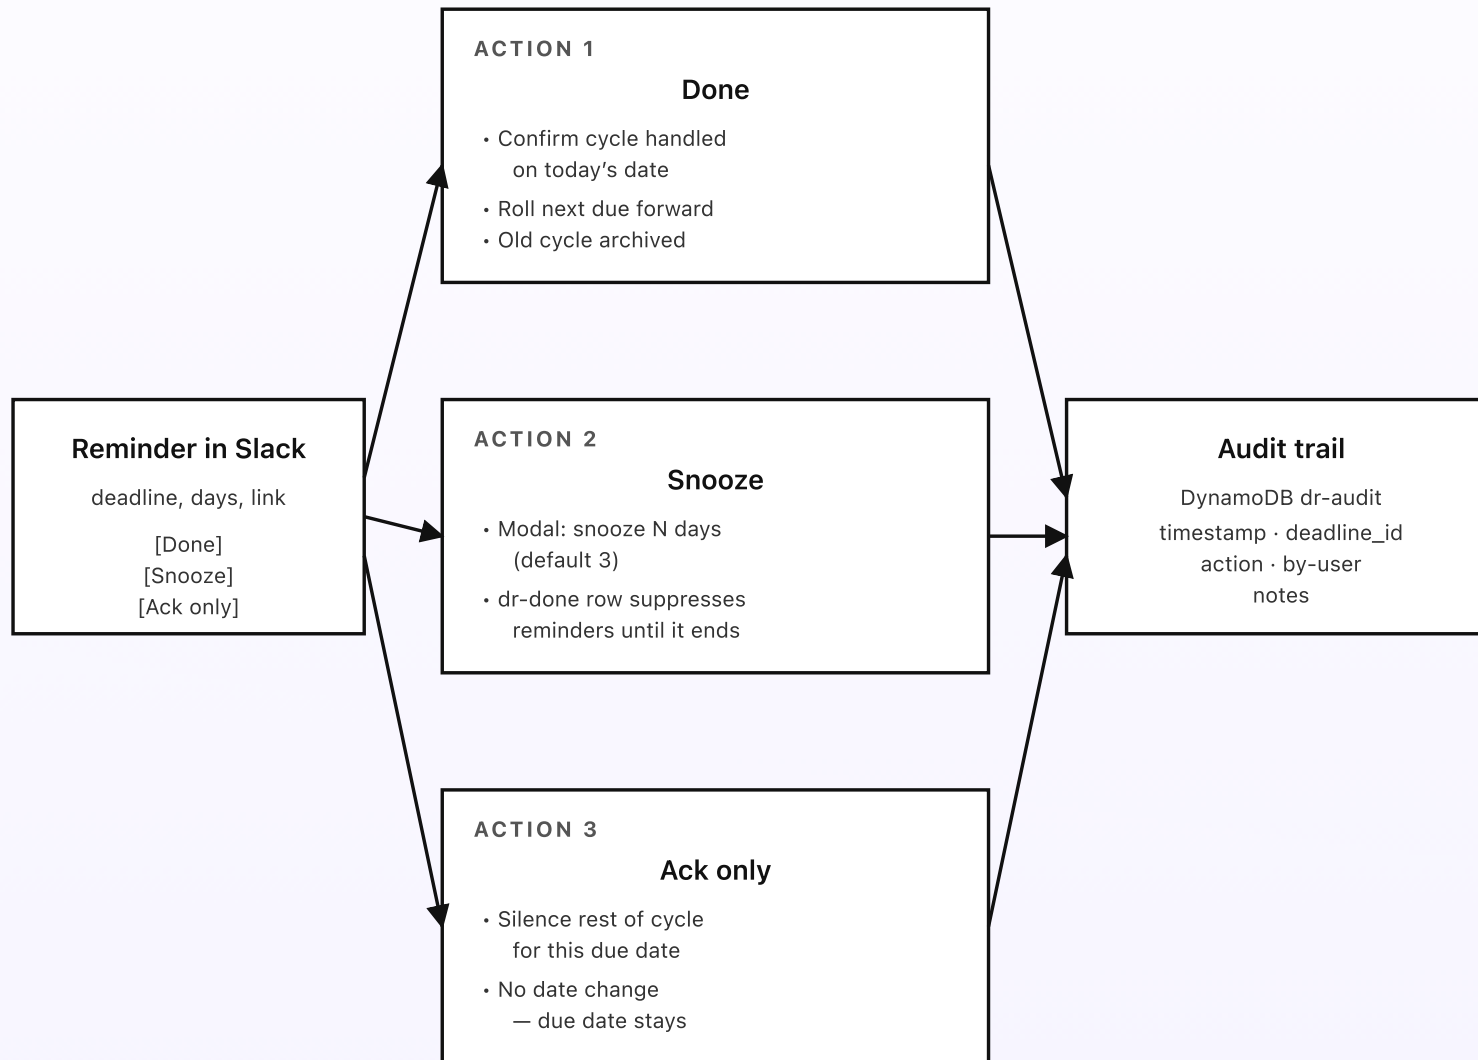 ACTION 1
Done
• Confirm cycle handled
on today’s date
• Roll next due forward
• Old cycle archived
Reminder in Slack
deadline, days, link
[Done]
[Snooze]
[Ack only]
ACTION 2
Snooze
• Modal: snooze N days
(default 3)
• dr-done row suppresses
reminders until it ends
Audit trail
DynamoDB dr-audit
timestamp · deadline_id
action · by-user
notes
ACTION 3
Ack only
• Silence rest of cycle
for this due date
• No date change
— due date stays